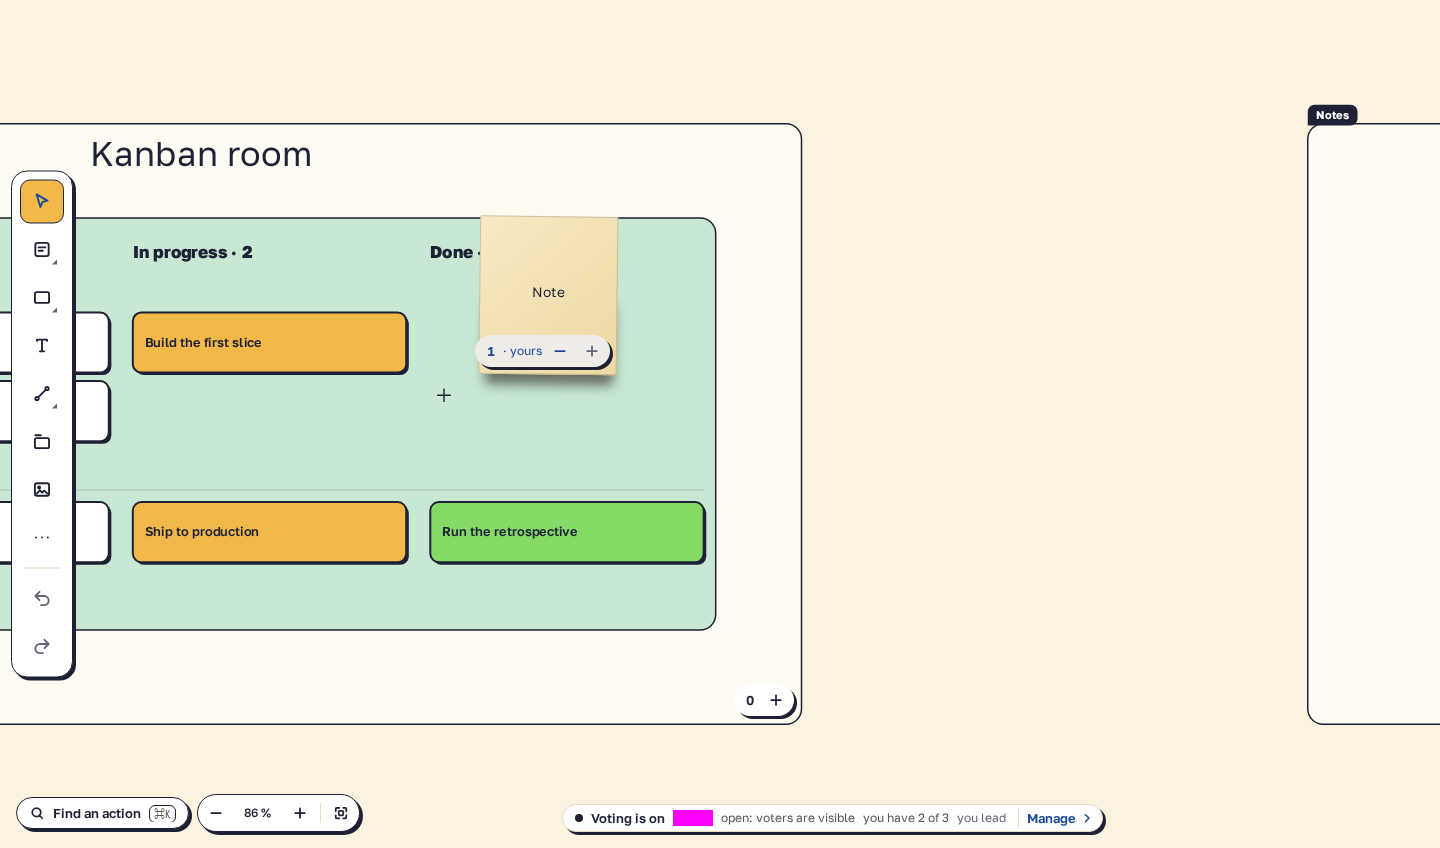 Notes
Kanban room
In progress · 2
Done ·
Note
Build the first slice
1 · yours
Ship to production
Run the retrospective
0
Find an action ⌘K
86 %
Voting is on open: voters are visible you have 2 of 3 you lead Manage